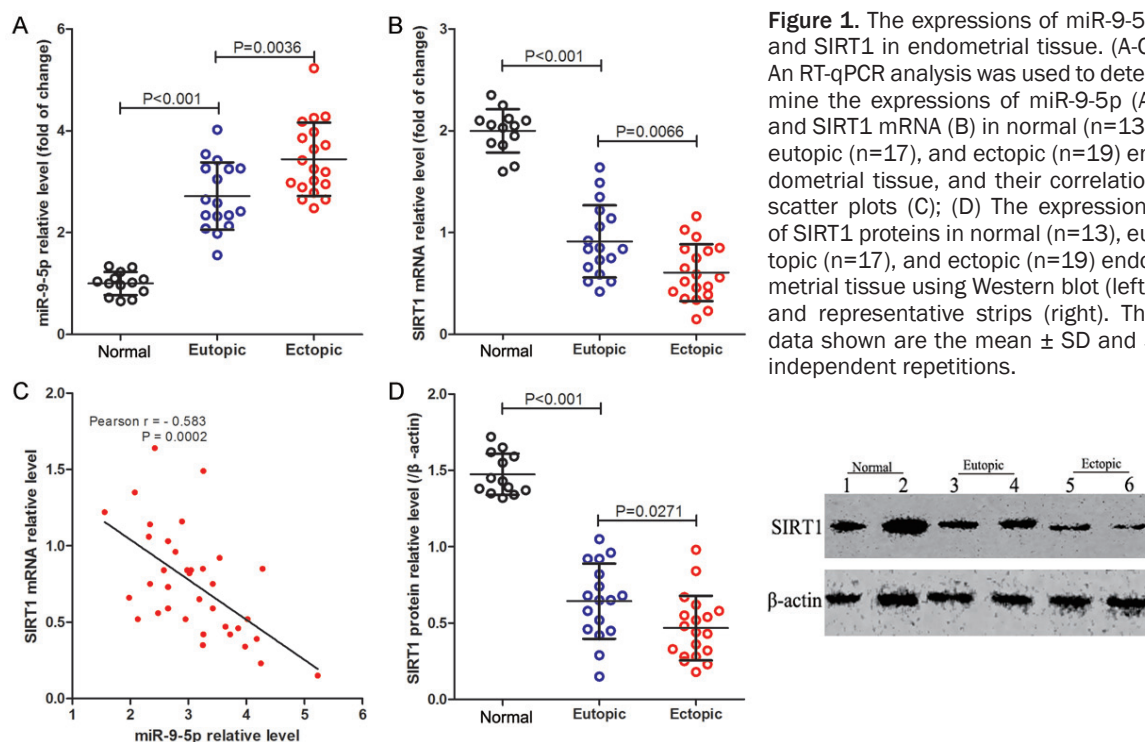 A
miR-9-5p relative level (fold of change)
6
4
2
0
P<0.001
P=0.0036
Normal
Eutopic
Ectopic
B
SIRT1 mRNA relative level (fold of change)
3
2
1
0
P<0.001
P=0.0066
Normal
Eutopic
Ectopic
Figure 1. The expressions of miR-9-5
and SIRT1 in endometrial tissue. (A-C
An RT-qPCR analysis was used to deter
mine the expressions of miR-9-5p (A
and SIRT1 mRNA (B) in normal (n=13
eutopic (n=17), and ectopic (n=19) en
dometrial tissue, and their correlation
scatter plots (C); (D) The expression
of SIRT1 proteins in normal (n=13), eu
topic (n=17), and ectopic (n=19) endo
metrial tissue using Western blot (left
and representative strips (right). Th
data shown are the mean ± SD and
independent repetitions.
C
SIRT1 mRNA relative level
2.0
1.5
1.0
0.5
0.0
Pearson r = - 0.583
P = 0.0002
1 2 3 4 5 6
miR-9-5p relative level
D
SIRT1 protein relative level (/β -actin)
2.0
1.5
1.0
0.5
0.0
P<0.001
P=0.0271
Normal
Eutopic
Ectopic
Normal Eutopic Ectopic
1 2 3 4 5 6
SIRT1
β-actin